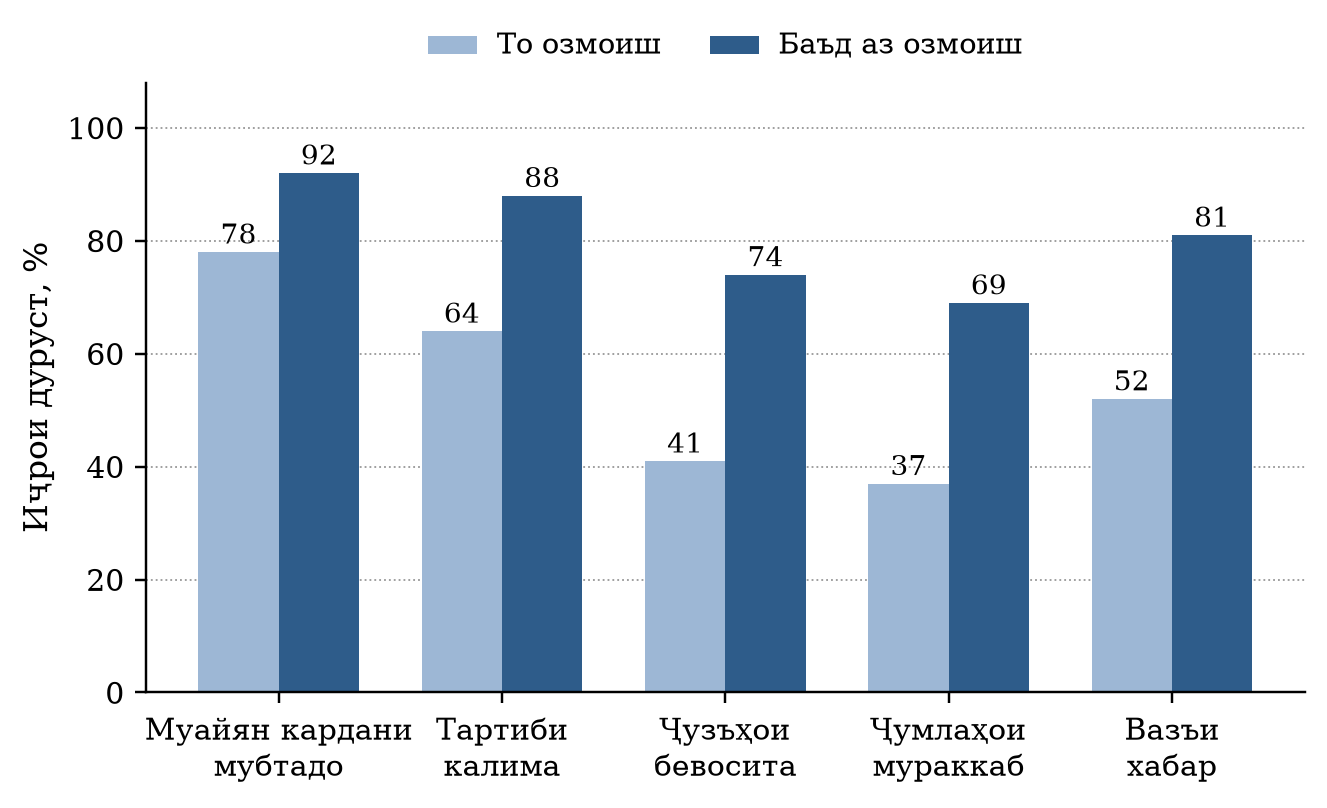 То озмоиш Баъд аз озмоиш
Иҷрои дуруст, %
100
80
60
40
20
0
78
92
64
88
41
74
37
69
52
81
Муайян кардани
мубтадо
Тартиби
калима
Ҷузъҳои
бевосита
Ҷумлаҳои
мураккаб
Вазъи
хабар